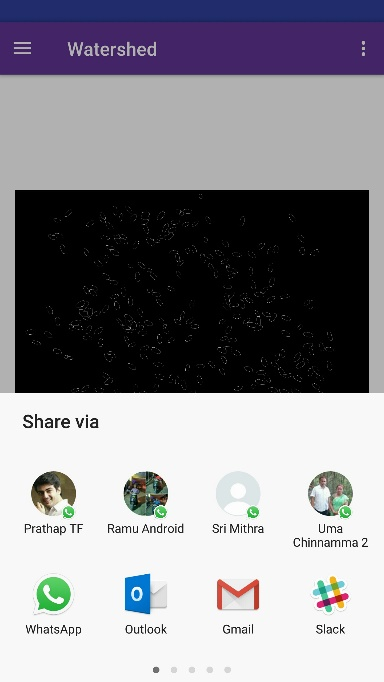 Watershed
Share via
Prathap TF
Ramu Android
Sri Mithra
Uma
Chinnamma 2
WhatsApp
Outlook
Gmail
Slack